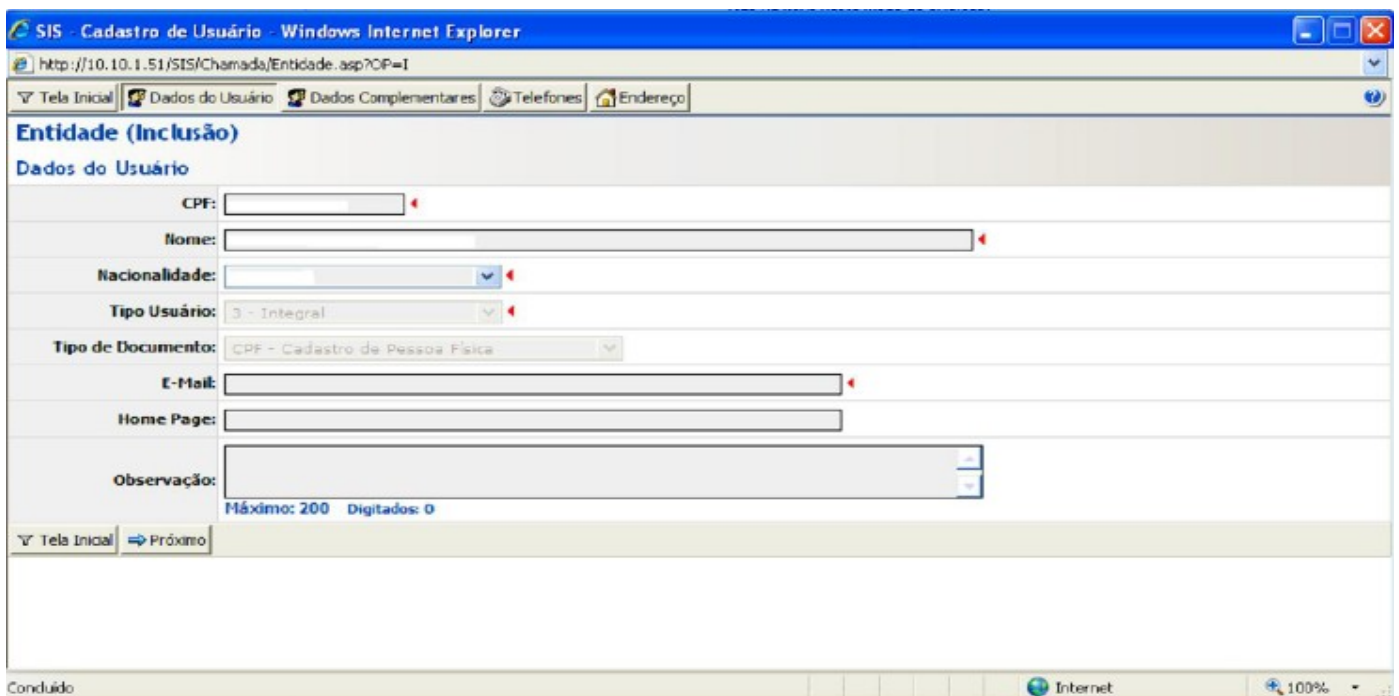 SIS - Cadastro de Usuário - Windows Internet Explorer
http://10.10.1.51/SIS/Chamada/Entidade.asp?OP=I
Tela Inicial Dados do Usuário Dados Complementares Telefones Endereço
Entidade (Inclusão)
Dados do Usuário
CPF:
Nome:
Nacionalidade:
Tipo Usuário: 3 - Integral
Tipo de Documento: CPF - Cadastro de Pessoa Física
E-Mail:
Home Page:
Observação:
Máximo: 200 Digitados: 0
Tela Inicial Próximo
Concluído Internet 100%